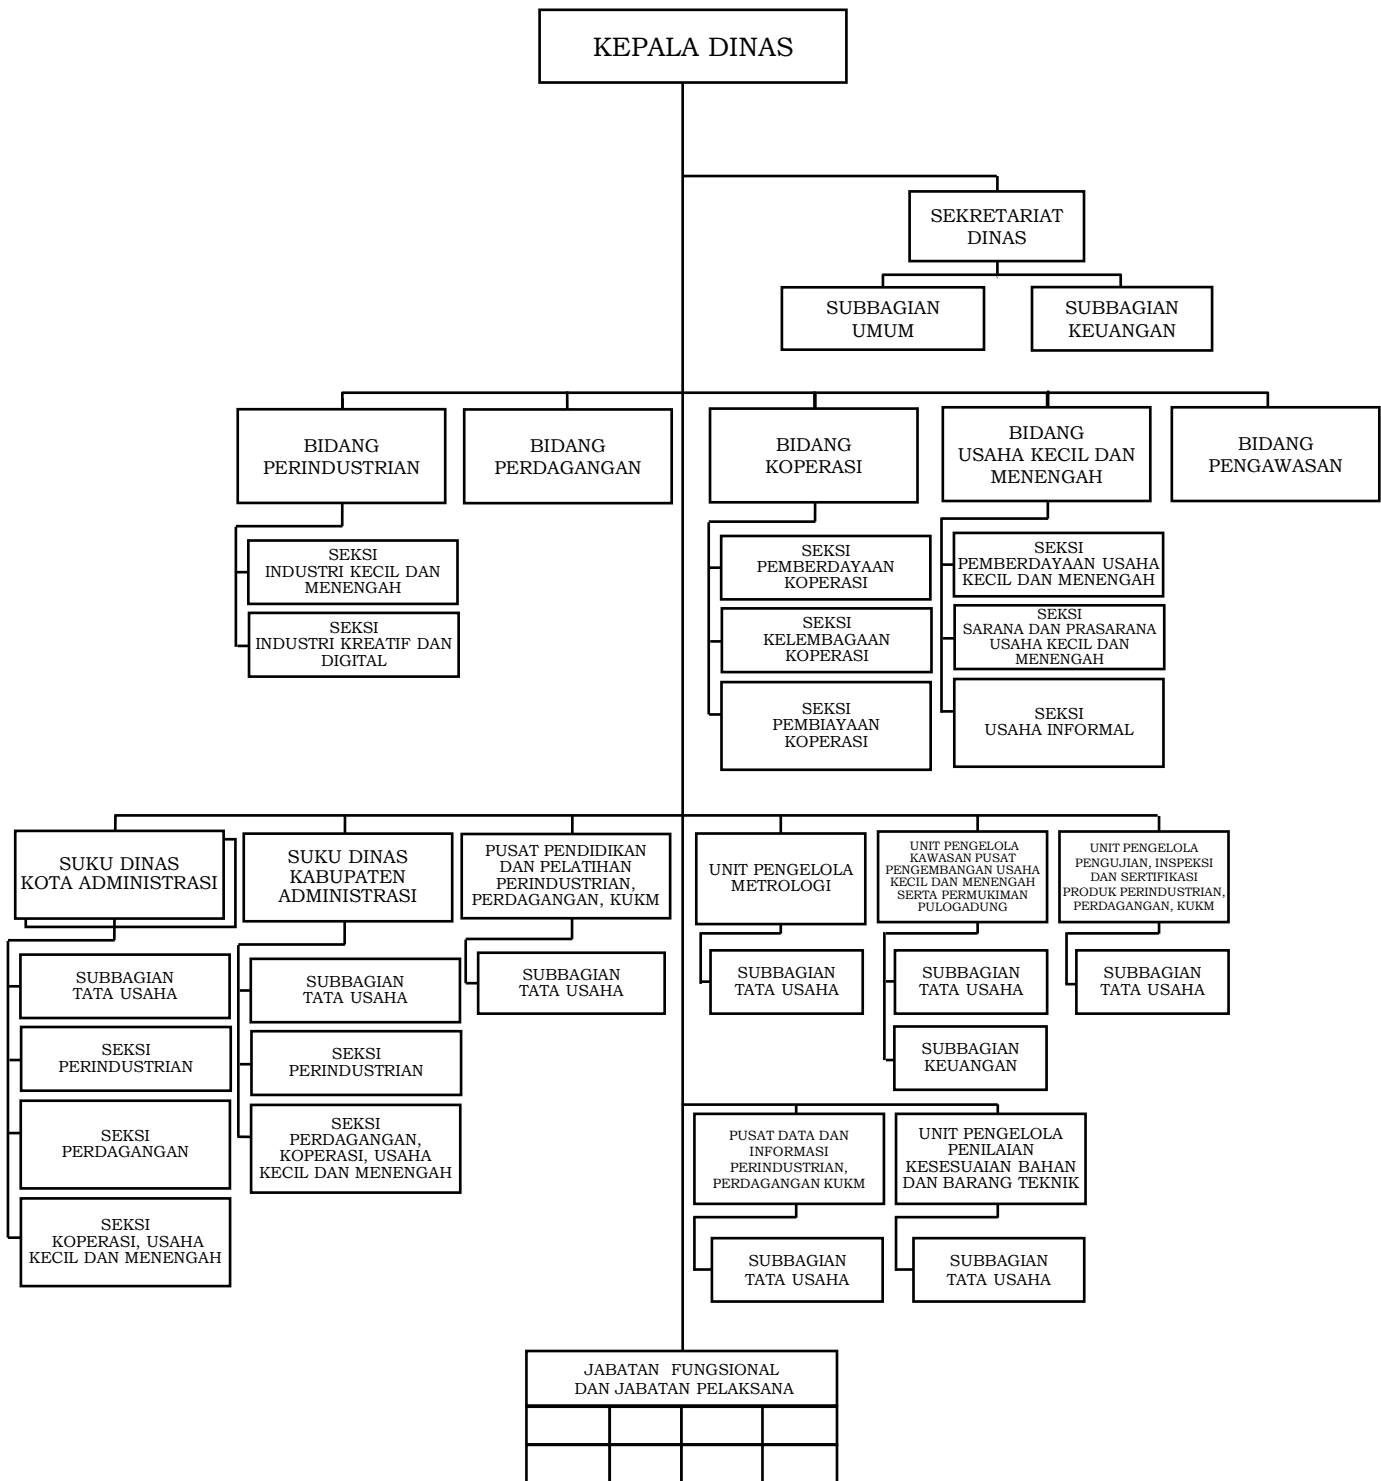 KEPALA DINAS
SEKRETARIAT
DINAS
SUBBAGIAN
UMUM
SUBBAGIAN
KEUANGAN
BIDANG
PERINDUSTRIAN
BIDANG
PERDAGANGAN
BIDANG
KOPERASI
BIDANG
USAHA KECIL DAN
MENENGAH
BIDANG
PENGAWASAN
SEKSI
INDUSTRI KECIL DAN
MENENGAH
SEKSI
INDUSTRI KREATIF DAN
DIGITAL
SEKSI
PEMBERDAYAAN
KOPERASI
SEKSI
KELEMBAGAAN
KOPERASI
SEKSI
PEMBIAYAAN
KOPERASI
SEKSI
PEMBERDAYAAN USAHA
KECIL DAN MENENGAH
SEKSI
SARANA DAN PRASARANA
USAHA KECIL DAN
MENENGAH
SEKSI
USAHA INFORMAL
SUKU DINAS
KOTA ADMINISTRASI
SUKU DINAS
KABUPATEN
ADMINISTRASI
PUSAT PENDIDIKAN
DAN PELATIHAN
PERINDUSTRIAN,
PERDAGANGAN, KUKM
UNIT PENGELOLA
METROLOGI
UNIT PENGELOLA
KAWASAN PUSAT
PENGEMBANGAN USAHA
KECIL DAN MENENGAH
SERTA PERMUKIMAN
PULOGADUNG
UNIT PENGELOLA
PENGUJIAN, INSPEKSI
DAN SERTIFIKASI
PRODUK PERINDUSTRIAN,
PERDAGANGAN, KUKM
SUBBAGIAN
TATA USAHA
SEKSI
PERINDUSTRIAN
SEKSI
PERDAGANGAN
SEKSI
KOPERASI, USAHA
KECIL DAN MENENGAH
SUBBAGIAN
TATA USAHA
SEKSI
PERINDUSTRIAN
SEKSI
PERDAGANGAN,
KOPERASI, USAHA
KECIL DAN MENENGAH
SUBBAGIAN
TATA USAHA
SUBBAGIAN
TATA USAHA
SUBBAGIAN
TATA USAHA
SUBBAGIAN
KEUANGAN
SUBBAGIAN
TATA USAHA
PUSAT DATA DAN
INFORMASI
PERINDUSTRIAN,
PERDAGANGAN KUKM
UNIT PENGELOLA
PENILAIAN
KESESUAIAN BAHAN
DAN BARANG TEKNIK
SUBBAGIAN
TATA USAHA
SUBBAGIAN
TATA USAHA
JABATAN FUNGSIONAL
DAN JABATAN PELAKSANA